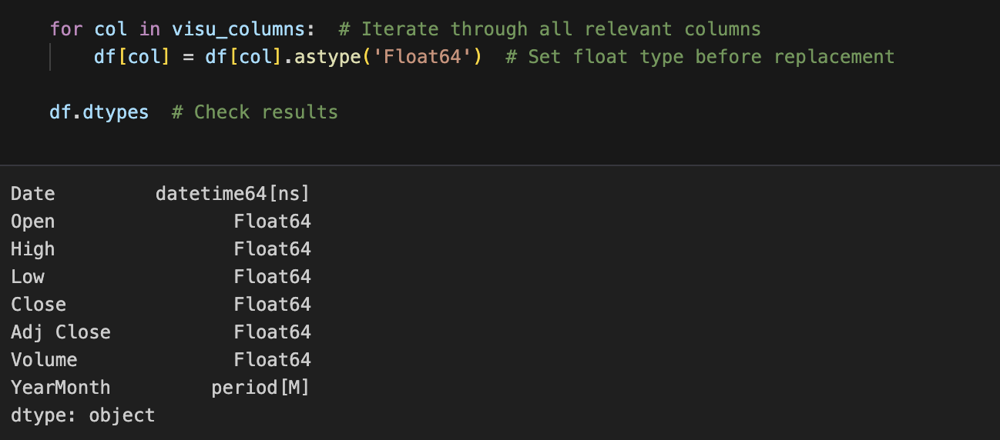 for col in visu_columns:  # Iterate through all relevant columns
    df[col] = df[col].astype('Float64')  # Set float type before replacement
df.dtypes  # Check results
Date         datetime64[ns]
Open                Float64
High                Float64
Low                 Float64
Close               Float64
Adj Close           Float64
Volume              Float64
YearMonth         period[M]
dtype: object